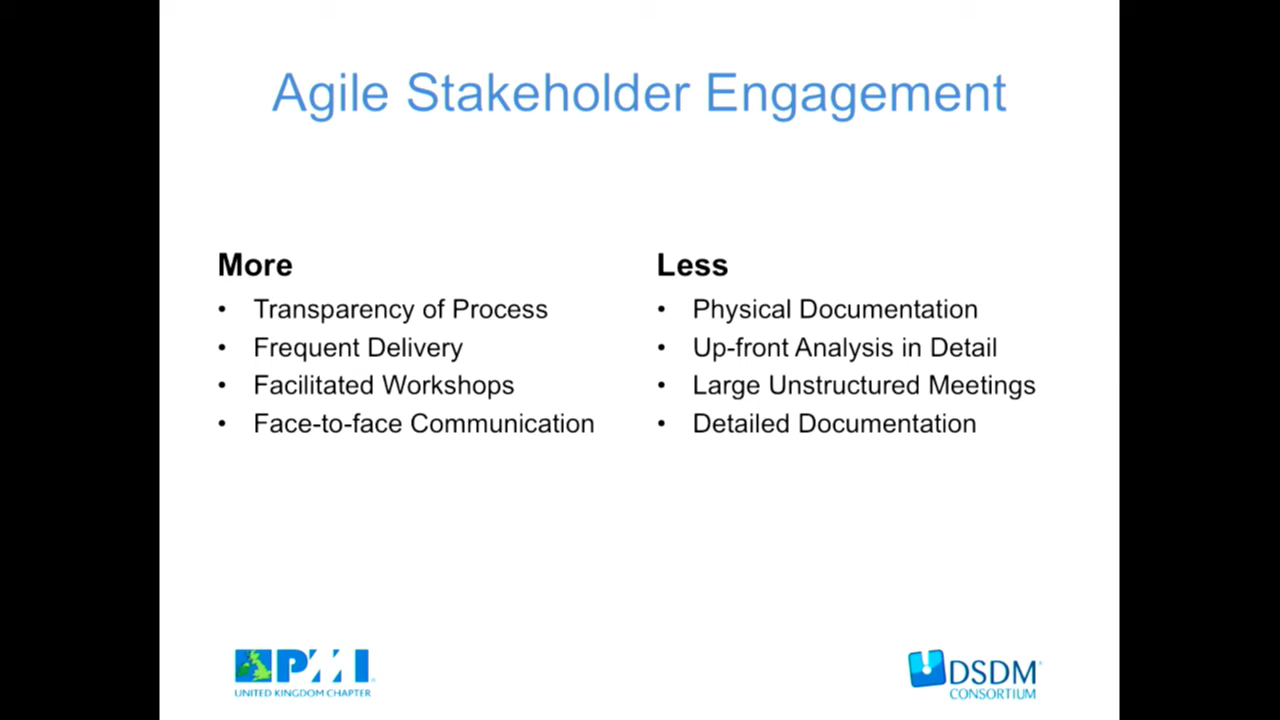 Agile Stakeholder Engagement
More
• Transparency of Process
• Frequent Delivery
• Facilitated Workshops
• Face-to-face Communication
Less
• Physical Documentation
• Up-front Analysis in Detail
• Large Unstructured Meetings
• Detailed Documentation
PMI
UNITED KINGDOM CHAPTER
DSDM
CONSORTIUM